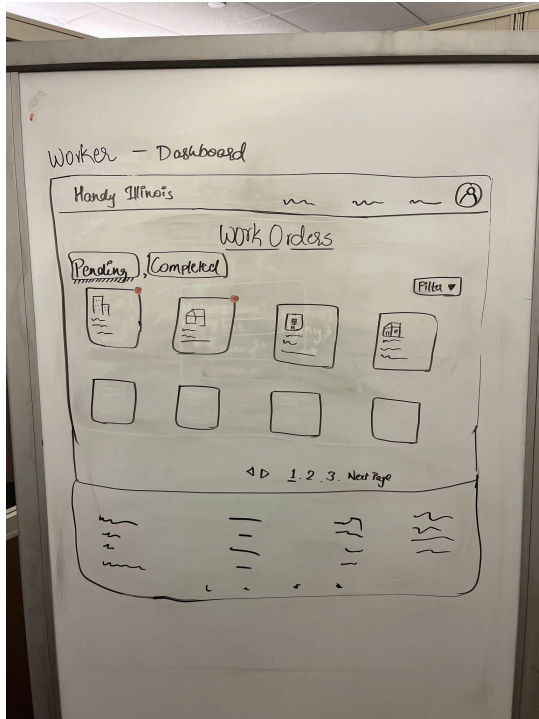 Worker - Dashboard
Handy Illinois
Work Orders
Pending, Completed
Filter ▼
1. 2. 3. Next Page